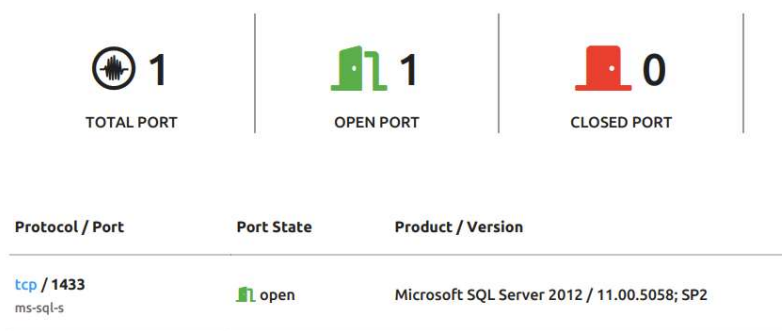 1
TOTAL PORT
1
OPEN PORT
0
CLOSED PORT
Protocol / Port Port State Product / Version
tcp / 1433
ms-sql-s
open
Microsoft SQL Server 2012 / 11.00.5058; SP2